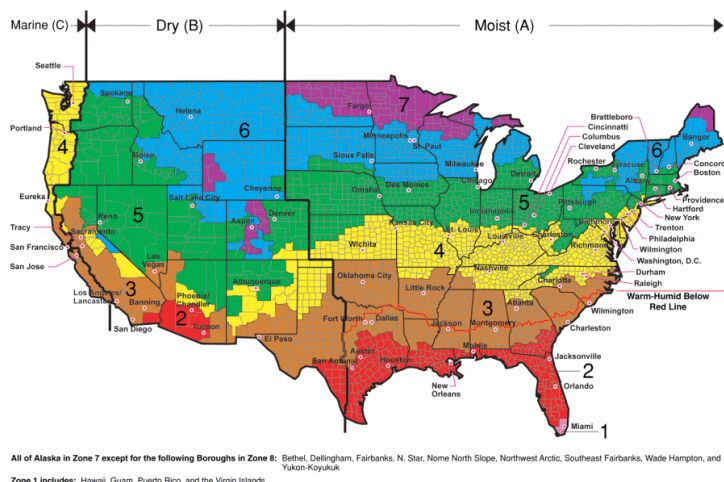 Marine (C)
Dry (B)
Moist (A)
Seattle
Spokane
Helena
Fargo
7
Brattleboro
Cincinnatti
Columbus
Cleveland
Bangor
Portland
4
6
Minneapolis
St. Paul
Rochester
Syracuse
6
Concord
Boston
Boise
Sioux Falls
Milwaukee
Detroit
Albany
Eureka
Salt Lake City
Cheyenne
Omaha
Des Moines
Chicago
5
Pittsburgh
Providence
Hartford
New York
Reno
5
Aspen
Denver
Indianapolis
Baltimore
Trenton
Philadelphia
Tracy
Sacramento
Kansas City
St. Louis
Louisville
Charleston
Wilmington
San Francisco
Wichita
4
Richmond
Washington, D.C.
San Jose
Las
Vegas
Nashville
Durham
Raleigh
3
Albuquerque
Oklahoma City
Little Rock
Charlotte
Los Angeles/
Lancaster
Banning
Phoenix/
Chandler
2
3
Atlanta
Warm-Humid Below
Red Line
San Diego
Tucson
Fort Worth
Dallas
Jackson
Montgomery
Wilmington
Charleston
El Paso
Mobile
San Antonio
Austin
Houston
Jacksonville
2
New
Orleans
Orlando
Miami
1
All of Alaska in Zone 7 except for the following Boroughs in Zone 8: Bethel, Dellingham, Fairbanks, N. Star, Nome North Slope, Northwest Arctic, Southeast Fairbanks, Wade Hampton, and
Yukon-Koyukuk
Zone 1 includes: Hawaii, Guam, Puerto Rico, and the Virgin Islands